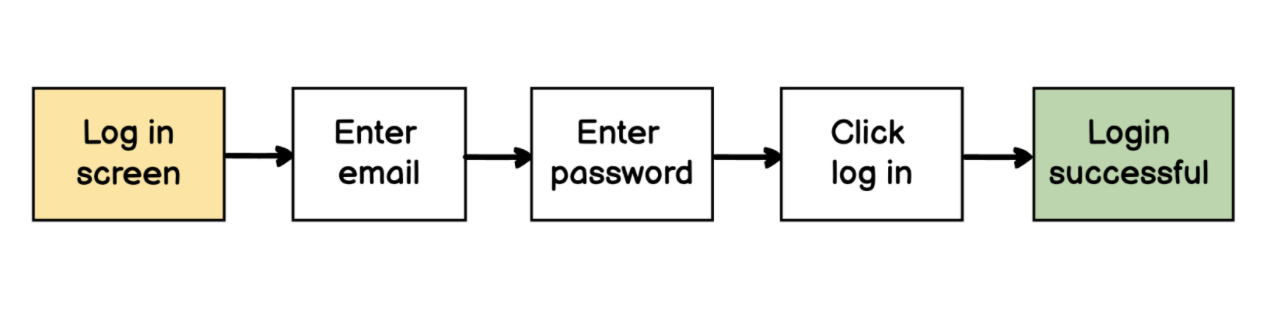 Log in
screen
Enter
email
Enter
password
Click
log in
Login
successful